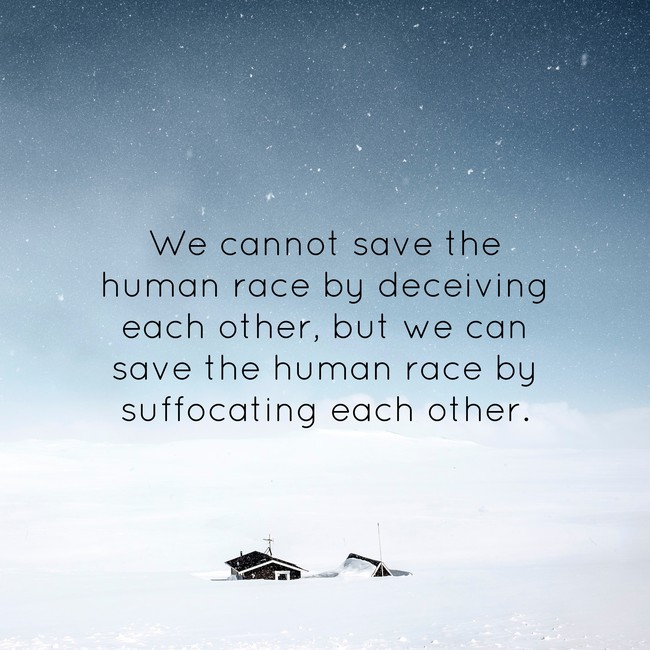 We cannot save the
human race by deceiving
each other, but we can
save the human race by
suffocating each other.